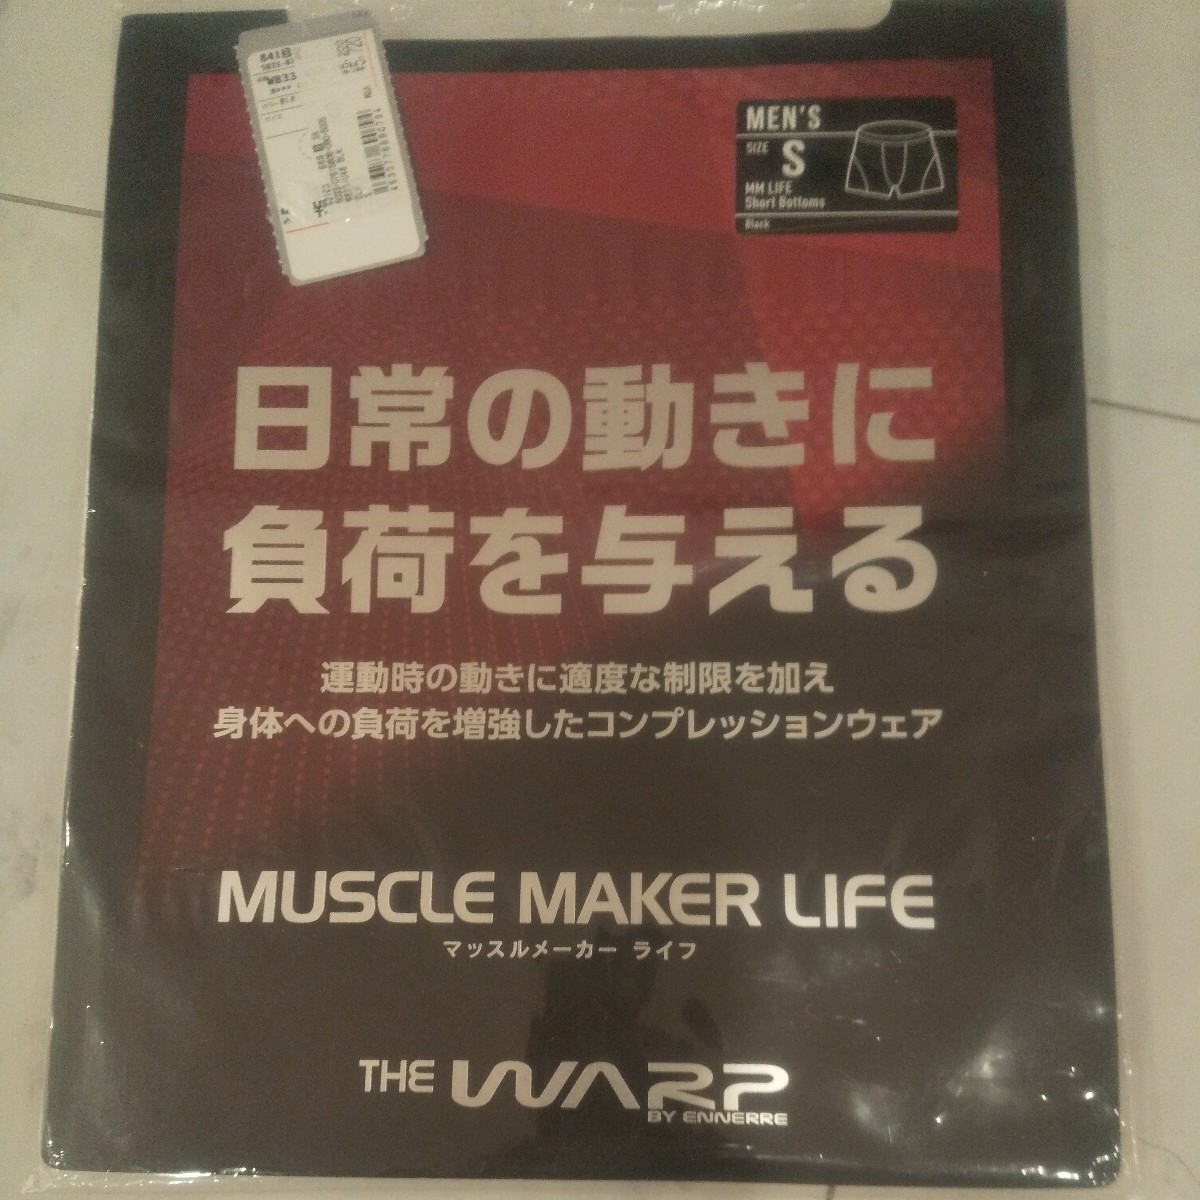 841
WB33
MEN'S
SIZE
S
MM LIFE
Short Bottoms
Black
日常の動きに
負荷を与える
運動時の動きに適度な制限を加え
身体への負荷を増強したコンプレッションウェア
MUSCLE MAKER LIFE
マッスルメーカー ライフ
THE WARP
BY ENNERRE